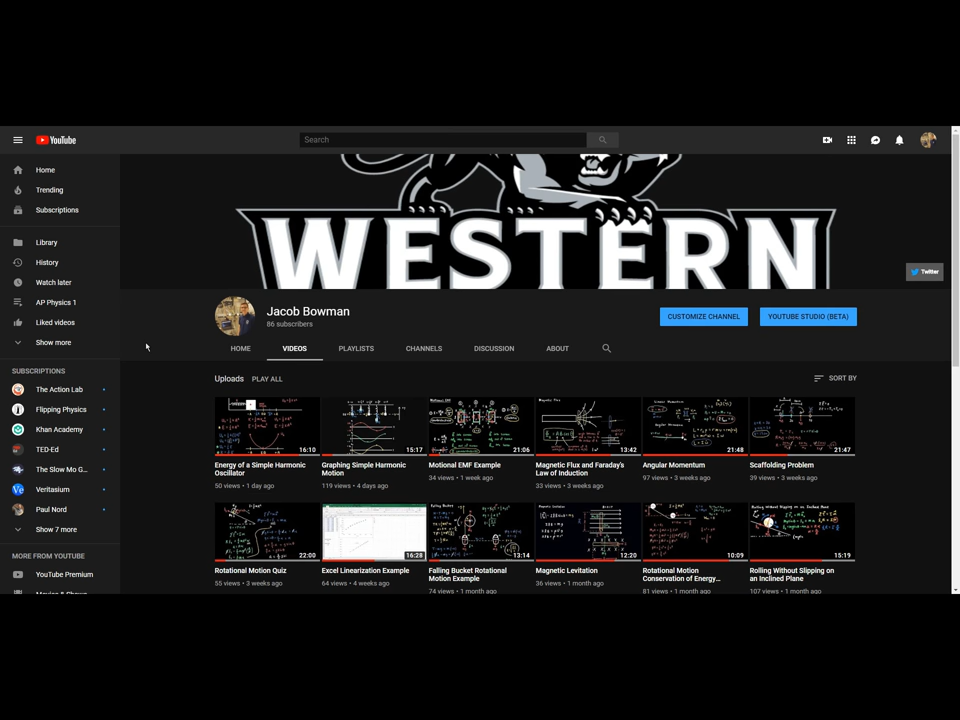 YouTube
Search
Home
Trending
Subscriptions
Library
History
Watch later
AP Physics 1
Liked videos
Show more
SUBSCRIPTIONS
The Action Lab
Flipping Physics
Khan Academy
TED-Ed
The Slow Mo G...
Veritasium
Paul Nord
Show 7 more
MORE FROM YOUTUBE
YouTube Premium
WESTERN
Twitter
Jacob Bowman
86 subscribers
CUSTOMIZE CHANNEL
YOUTUBE STUDIO (BETA)
HOME VIDEOS PLAYLISTS CHANNELS DISCUSSION ABOUT
Uploads PLAY ALL
SORT BY
16:10 15:17 21:06 13:42 21:48 21:47
Energy of a Simple Harmonic
Oscillator
50 views • 1 day ago
Graphing Simple Harmonic
Motion
119 views • 4 days ago
Motional EMF Example
34 views • 1 week ago
Magnetic Flux and Faraday's
Law of Induction
33 views • 3 weeks ago
Angular Momentum
97 views • 3 weeks ago
Scaffolding Problem
39 views • 3 weeks ago
22:00 16:28 13:14 12:20 10:09 15:19
Rotational Motion Quiz
55 views • 3 weeks ago
Excel Linearization Example
64 views • 4 weeks ago
Falling Bucket Rotational
Motion Example
74 views • 1 month ago
Magnetic Levitation
36 views • 1 month ago
Rotational Motion
Conservation of Energy...
81 views • 1 month ago
Rolling Without Slipping on
an Inclined Plane
107 views • 1 month ago